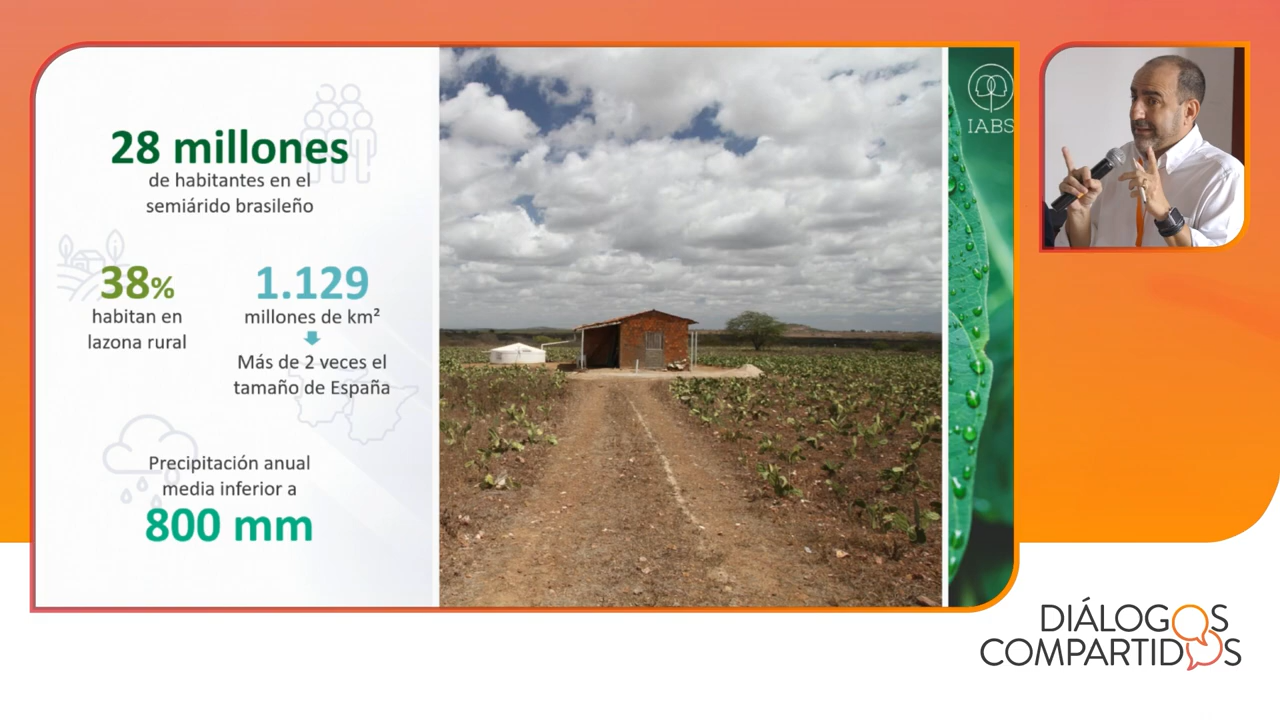 28 millones
de habitantes en el
semiárido brasileño
38%
habitan en
lazona rural
1.129
millones de km²
Más de 2 veces el
tamaño de España
Precipitación anual
media inferior a
800 mm
IABS
DIÁLOGOS
COMPARTIDOS